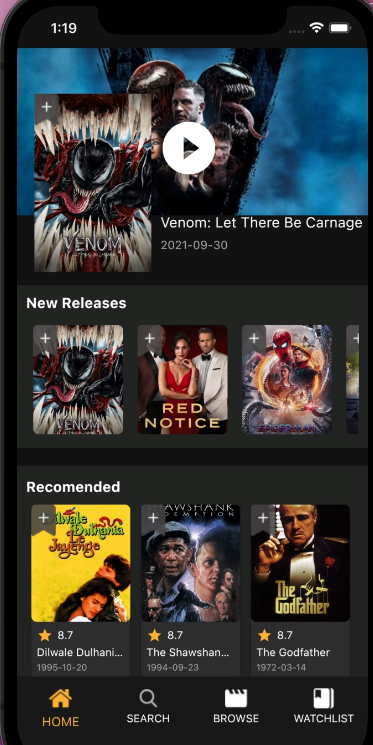 1:19
Venom: Let There Be Carnage
2021-09-30
VENOM
New Releases
VENOM
RED
NOTICE
SPIDER-MAN
Recomended
Dilwale
Dulhania
Le
Jayenge
SHAWSHANK
REDEMPTION
The
Godfather
8.7
8.7
8.7
Dilwale Dulhani...
The Shawshan...
The Godfather
1995-10-20
1994-09-23
1972-03-14
HOME
SEARCH
BROWSE
WATCHLIST